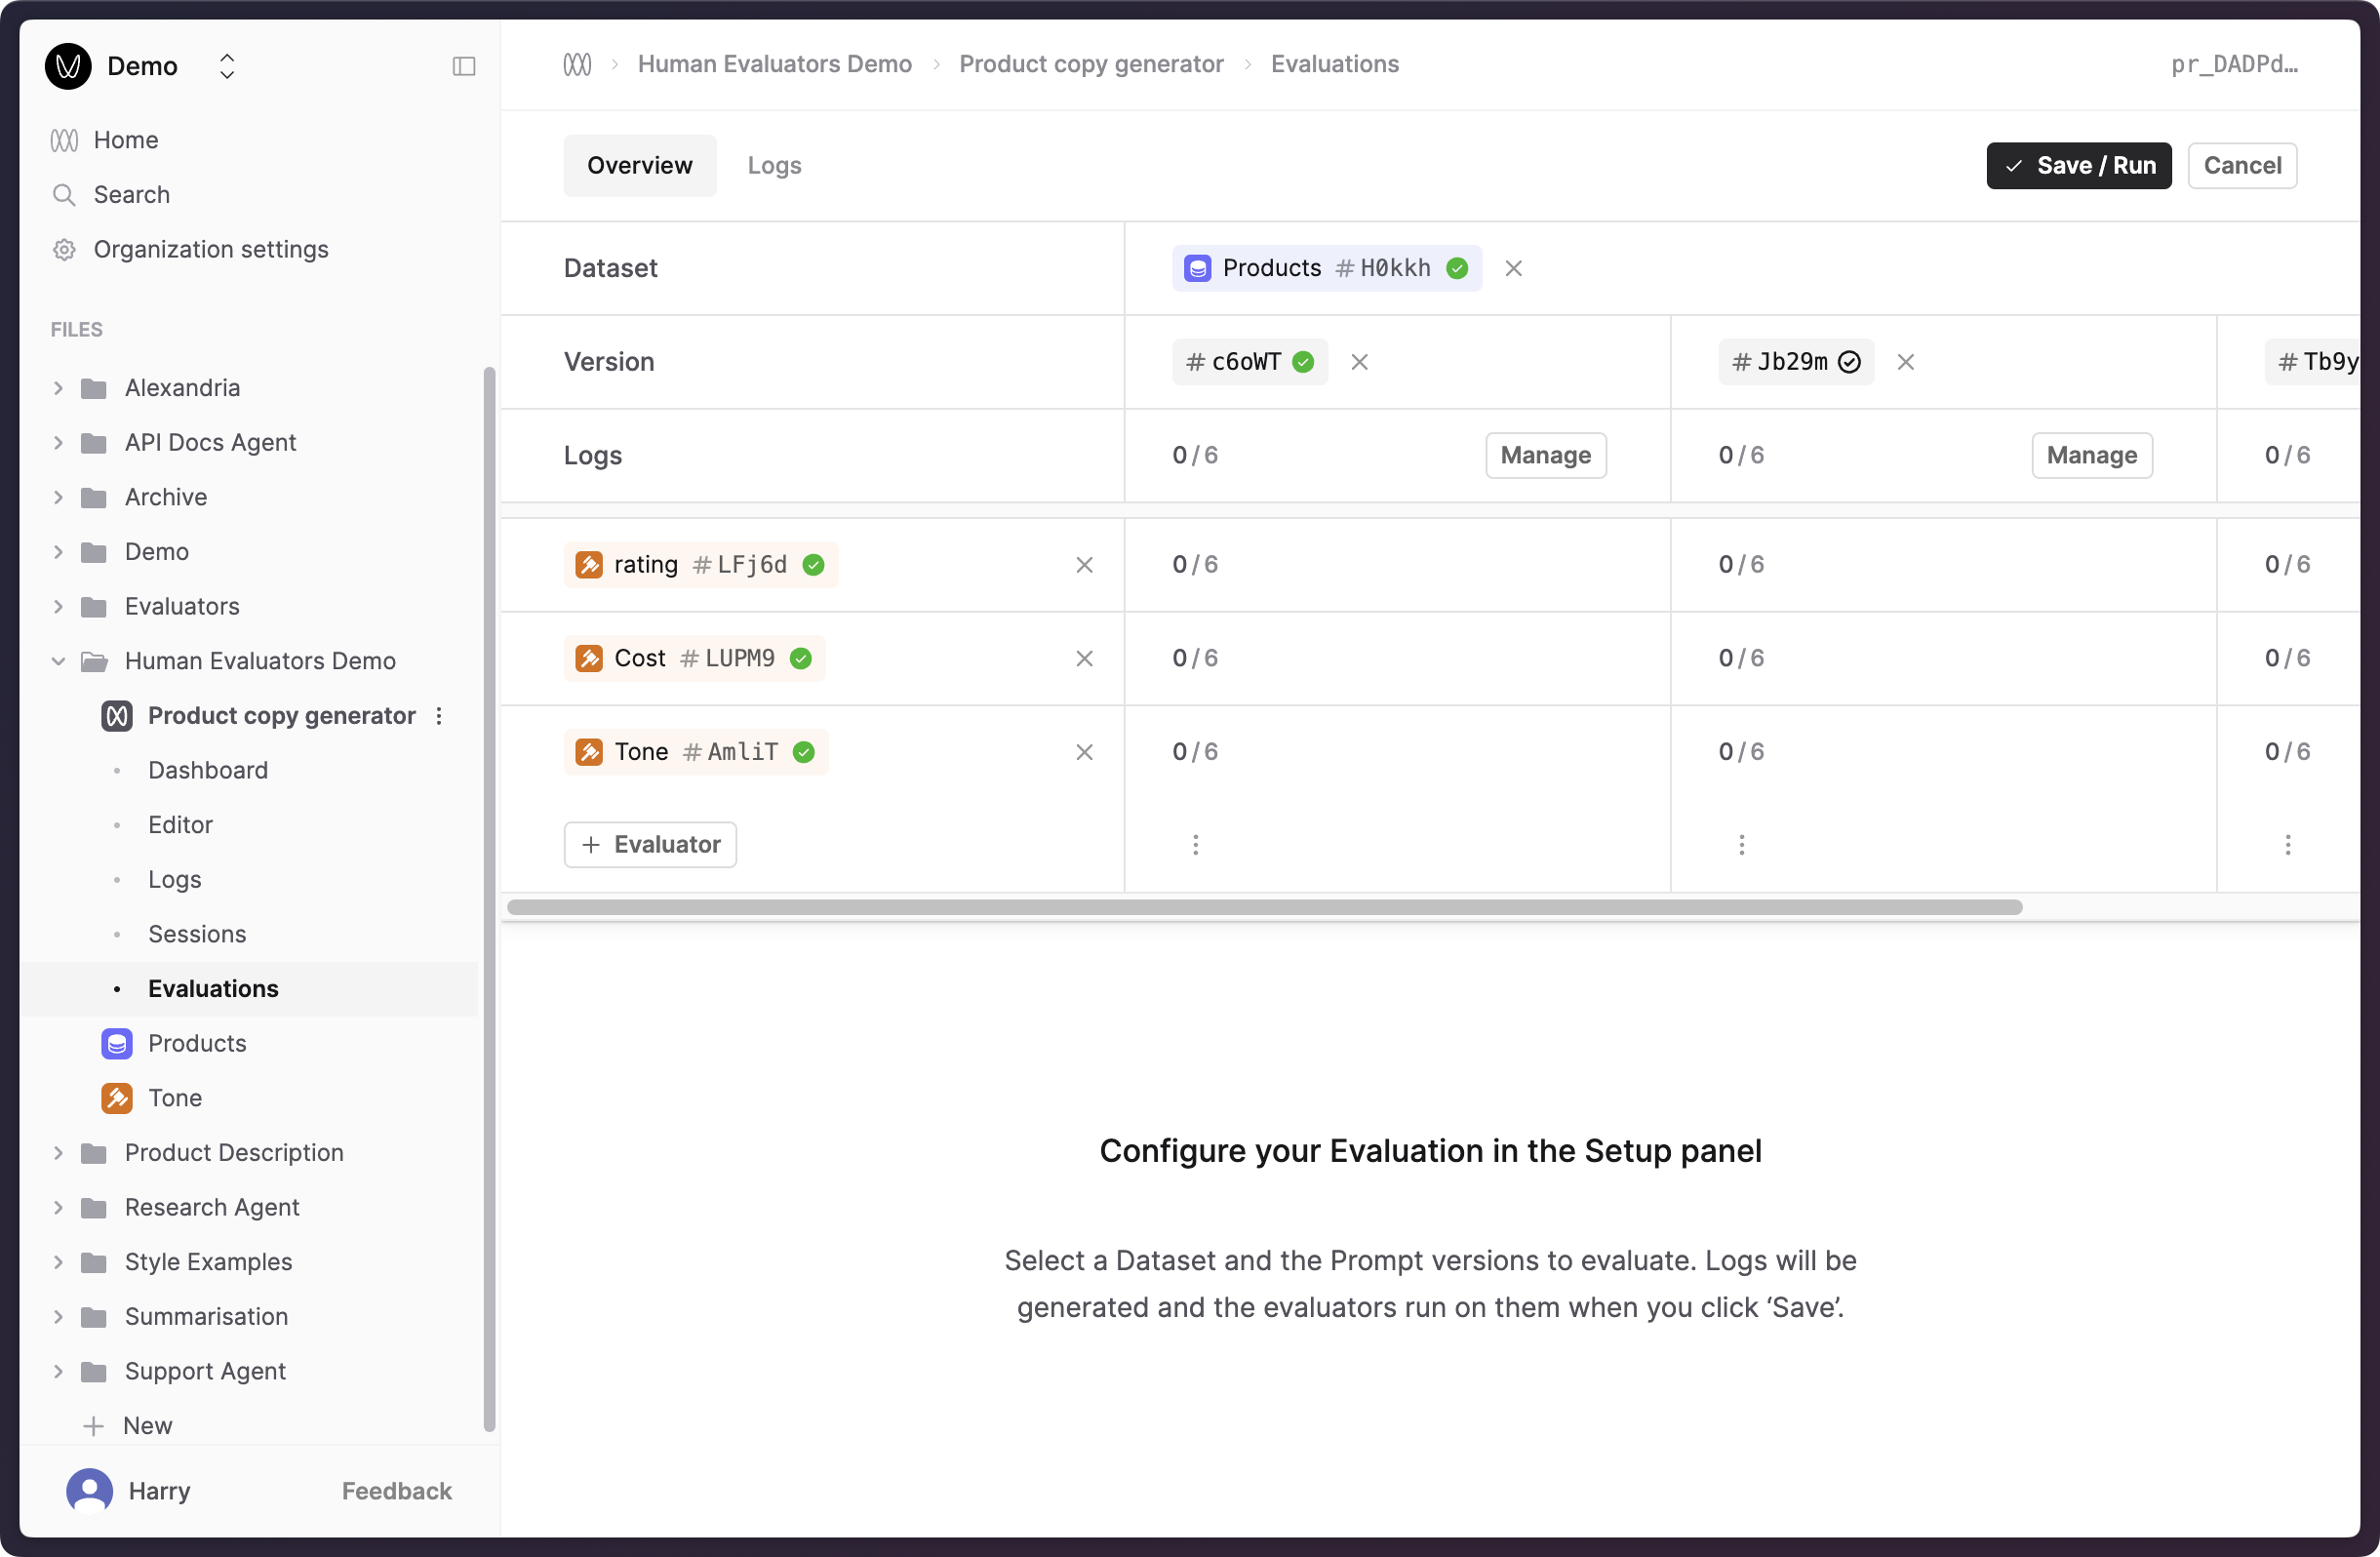 Demo
Home
Search
Organization settings
FILES
Alexandria
API Docs Agent
Archive
Demo
Evaluators
Human Evaluators Demo
Product copy generator
Dashboard
Editor
Logs
Sessions
Evaluations
Products
Tone
Product Description
Research Agent
Style Examples
Summarisation
Support Agent
New
Harry Feedback
Human Evaluators Demo Product copy generator Evaluations pr_DADPd…
Overview Logs Save / Run Cancel
Dataset Products #H0kkh
Version #c6oWT #Jb29m #Tb9y
Logs 0/6 Manage 0/6 Manage 0/6
rating #LFj6d 0/6 0/6 0/6
Cost #LUPM9 0/6 0/6 0/6
Tone #AmliT 0/6 0/6 0/6
+ Evaluator
Configure your Evaluation in the Setup panel
Select a Dataset and the Prompt versions to evaluate. Logs will be
generated and the evaluators run on them when you click ‘Save’.